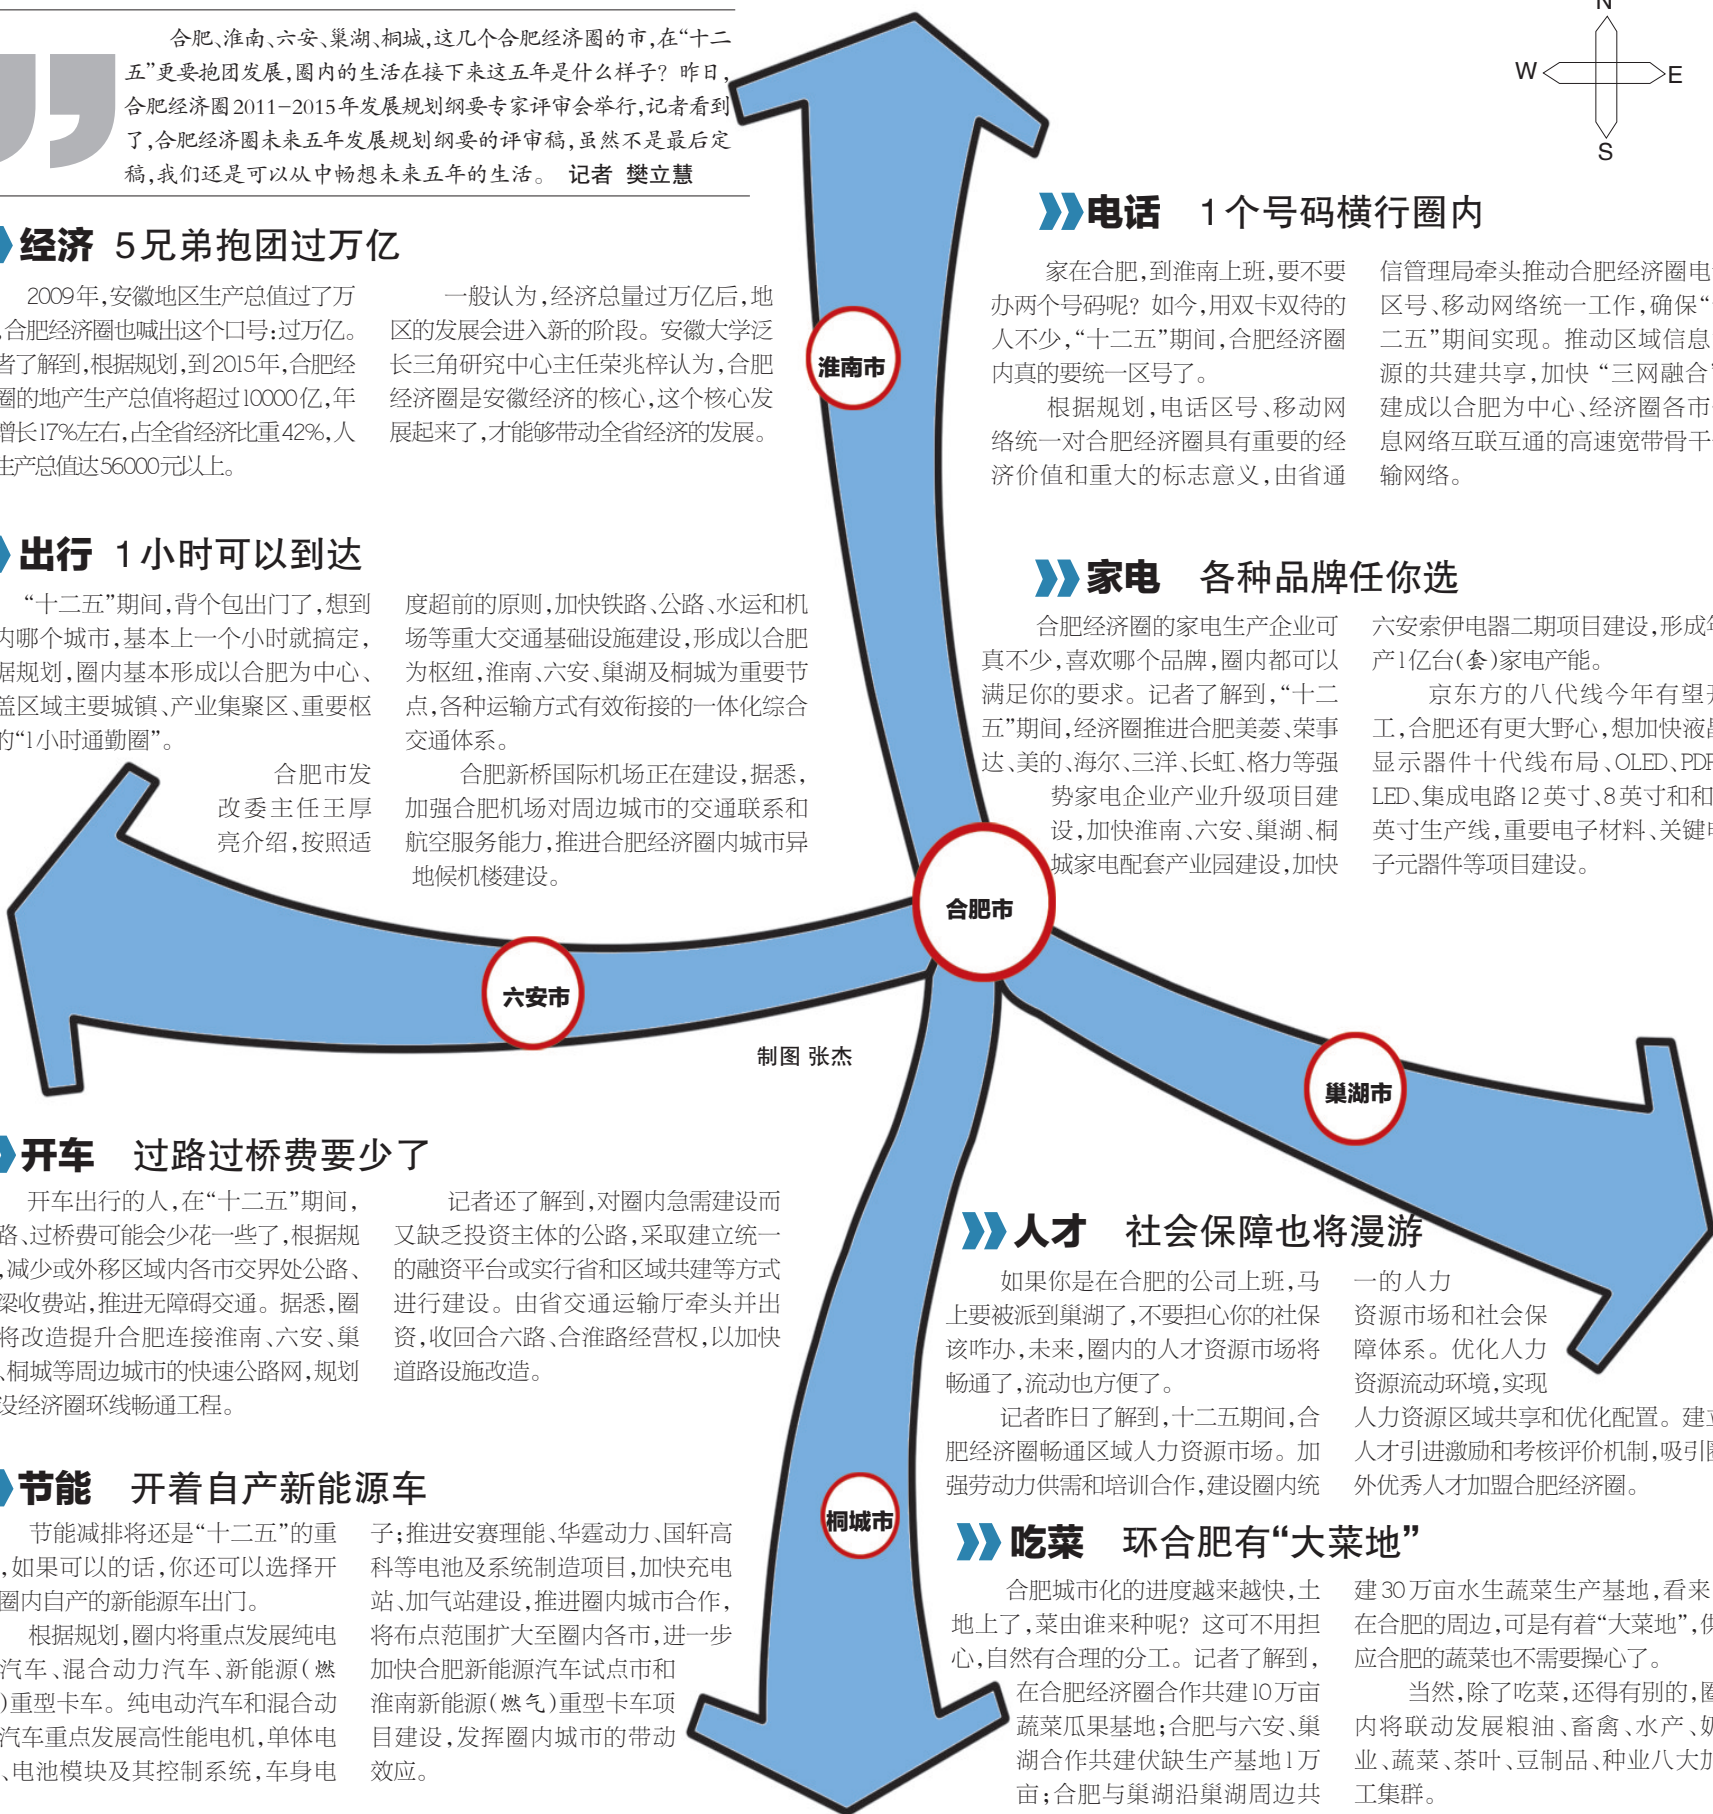 合肥、淮南、六安、巢湖、桐城,这几个合肥经济圈的市,在“十二
五”更要抱团发展,圈内的生活在接下来这五年是什么样子? 昨日,
合肥经济圈2011-2015年发展规划纲要专家评审会举行,记者看到
了,合肥经济圈未来五年发展规划纲要的评审稿,虽然不是最后定
稿,我们还是可以从中畅想未来五年的生活。 记者 樊立慧
N
W
E
S
经济 5兄弟抱团过万亿
2009年,安徽地区生产总值过了万
,合肥经济圈也喊出这个口号:过万亿。
者了解到,根据规划,到2015年,合肥经
圈的地产生产总值将超过10000亿,年
增长17%左右,占全省经济比重42%,人
生产总值达56000元以上。
一般认为,经济总量过万亿后,地
区的发展会进入新的阶段。安徽大学泛
长三角研究中心主任荣兆梓认为,合肥
经济圈是安徽经济的核心,这个核心发
展起来了,才能够带动全省经济的发展。
出行 1小时可以到达
“十二五”期间,背个包出门了,想到
内哪个城市,基本上一个小时就搞定,
据规划,圈内基本形成以合肥为中心、
盖区域主要城镇、产业集聚区、重要枢
的“1小时通勤圈”。
合肥市发
改委主任王厚
亮介绍,按照适
度超前的原则,加快铁路、公路、水运和机
场等重大交通基础设施建设,形成以合肥
为枢纽,淮南、六安、巢湖及桐城为重要节
点,各种运输方式有效衔接的一体化综合
交通体系。
合肥新桥国际机场正在建设,据悉,
加强合肥机场对周边城市的交通联系和
航空服务能力,推进合肥经济圈内城市异
地候机楼建设。
电话 1个号码横行圈内
家在合肥,到淮南上班,要不要
办两个号码呢? 如今,用双卡双待的
人不少,“十二五”期间,合肥经济圈
内真的要统一区号了。
根据规划,电话区号、移动网
络统一对合肥经济圈具有重要的经
济价值和重大的标志意义,由省通
信管理局牵头推动合肥经济圈电
区号、移动网络统一工作,确保“
二五”期间实现。推动区域信息
源的共建共享,加快“三网融合”
建成以合肥为中心、经济圈各市
息网络互联互通的高速宽带骨干
输网络。
家电 各种品牌任你选
合肥经济圈的家电生产企业可
真不少,喜欢哪个品牌,圈内都可以
满足你的要求。记者了解到,“十二
五”期间,经济圈推进合肥美菱、荣事
达、美的、海尔、三洋、长虹、格力等强
势家电企业产业升级项目建
设,加快淮南、六安、巢湖、桐
城家电配套产业园建设,加快
六安索伊电器二期项目建设,形成年
产1亿台(套)家电产能。
京东方的八代线今年有望开
工,合肥还有更大野心,想加快液晶
显示器件十代线布局、OLED、PDP
LED、集成电路12英寸、8英寸和和
英寸生产线,重要电子材料、关键电
子元器件等项目建设。
淮南市
合肥市
六安市
巢湖市
桐城市
制图 张杰
开车 过路过桥费要少了
开车出行的人,在“十二五”期间,
路、过桥费可能会少花一些了,根据规
,减少或外移区域内各市交界处公路、
梁收费站,推进无障碍交通。据悉,圈
将改造提升合肥连接淮南、六安、巢
、桐城等周边城市的快速公路网,规划
设经济圈环线畅通工程。
记者还了解到,对圈内急需建设而
又缺乏投资主体的公路,采取建立统一
的融资平台或实行省和区域共建等方式
进行建设。由省交通运输厅牵头并出
资,收回合六路、合淮路经营权,以加快
道路设施改造。
节能 开着自产新能源车
节能减排将还是“十二五”的重
,如果可以的话,你还可以选择开
圈内自产的新能源车出门。
根据规划,圈内将重点发展纯电
汽车、混合动力汽车、新能源(燃
)重型卡车。纯电动汽车和混合动
汽车重点发展高性能电机,单体电
、电池模块及其控制系统,车身电
子;推进安赛理能、华霆动力、国轩高
科等电池及系统制造项目,加快充电
站、加气站建设,推进圈内城市合作,
将布点范围扩大至圈内各市,进一步
加快合肥新能源汽车试点市和
淮南新能源(燃气)重型卡车项
目建设,发挥圈内城市的带动
效应。
人才 社会保障也将漫游
如果你是在合肥的公司上班,马
上要被派到巢湖了,不要担心你的社保
该咋办,未来,圈内的人才资源市场将
畅通了,流动也方便了。
记者昨日了解到,十二五期间,合
肥经济圈畅通区域人力资源市场。加
强劳动力供需和培训合作,建设圈内统
一的人力
资源市场和社会保
障体系。优化人力
资源流动环境,实现
人力资源区域共享和优化配置。建立
人才引进激励和考核评价机制,吸引圈
外优秀人才加盟合肥经济圈。
吃菜 环合肥有“大菜地”
合肥城市化的进度越来越快,土
地上了,菜由谁来种呢? 这可不用担
心,自然有合理的分工。记者了解到,
在合肥经济圈合作共建10万亩
蔬菜瓜果基地;合肥与六安、巢
湖合作共建伏缺生产基地1万
亩;合肥与巢湖沿巢湖周边共
建30万亩水生蔬菜生产基地,看来
在合肥的周边,可是有着“大菜地”,供
应合肥的蔬菜也不需要操心了。
当然,除了吃菜,还得有别的,圈
内将联动发展粮油、畜禽、水产、奶
业、蔬菜、茶叶、豆制品、种业八大加
工集群。